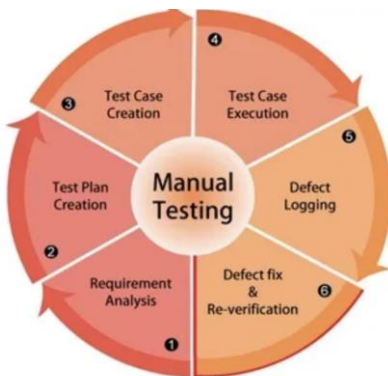 Manual
Testing
1
Requirement
Analysis
2
Test Plan
Creation
3
Test Case
Creation
4
Test Case
Execution
5
Defect
Logging
6
Defect fix
&
Re-verification